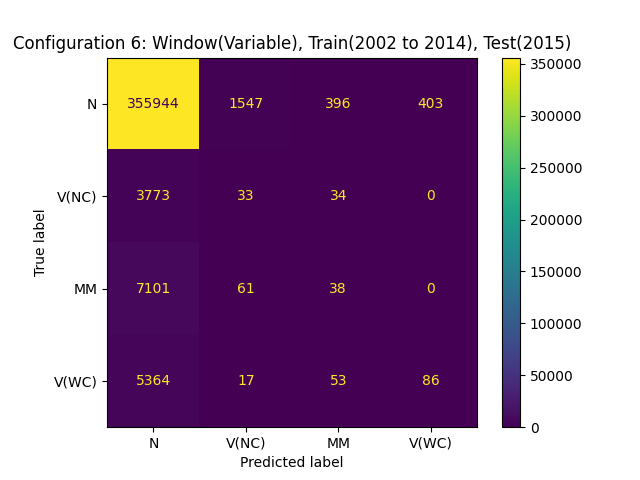 Configuration 6: Window(Variable), Train(2002 to 2014), Test(2015)
N 355944 1547 396 403
V(NC) 3773 33 34 0
MM 7101 61 38 0
V(WC) 5364 17 53 86
N V(NC) MM V(WC)
Predicted label
True label
350000
300000
250000
200000
150000
100000
50000
0